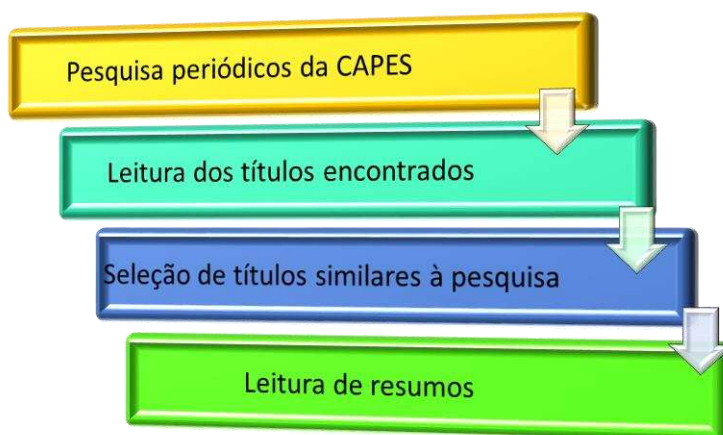 Pesquisa periódicos da CAPES
Leitura dos títulos encontrados
Seleção de títulos similares à pesquisa
Leitura de resumos